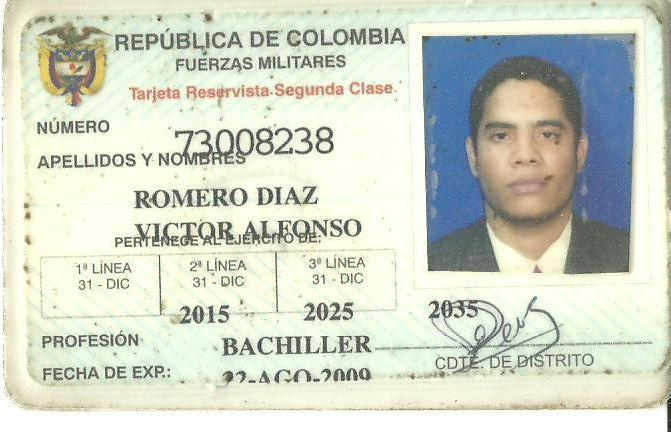 REPÚBLICA DE COLOMBIA
FUERZAS MILITARES
Tarjeta Reservista Segunda Clase
NÚMERO 73008238
APELLIDOS Y NOMBRES
ROMERO DIAZ
VICTOR ALFONSO
PERTENECE AL EJERCITO DE:
1ª LÍNEA 2ª LÍNEA 3ª LÍNEA
31 - DIC 31 - DIC 31 - DIC
2015 2025 2035
PROFESIÓN BACHILLER
CDTE. DE DISTRITO
FECHA DE EXP.: 22-AGO-2009